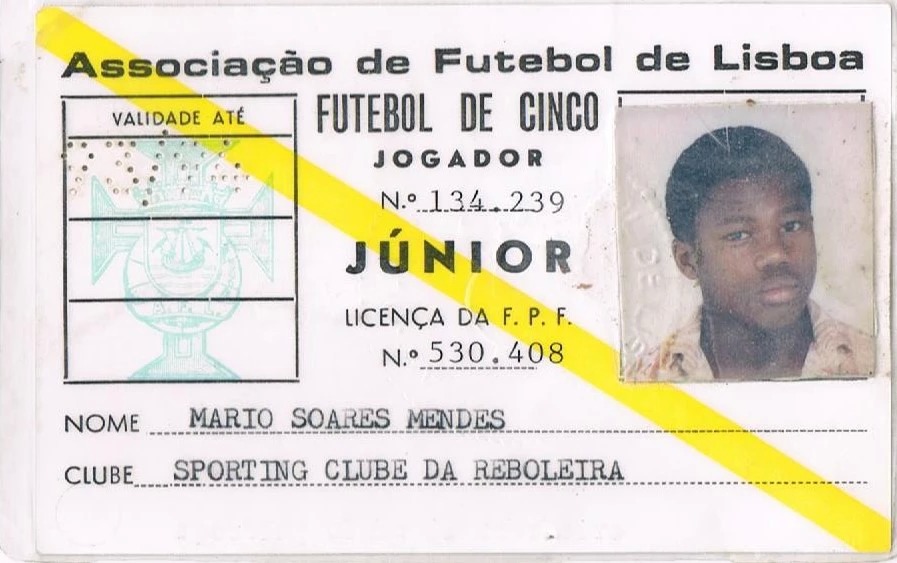 Associação de Futebol de Lisboa
VALIDADE ATÉ
FUTEBOL DE CINCO
JOGADOR
N.º 134.239
JÚNIOR
LICENÇA DA F. P. F.
N.º 530.408
A. F. L.
NOME MARIO SOARES MENDES
CLUBE SPORTING CLUBE DA REBOLEIRA